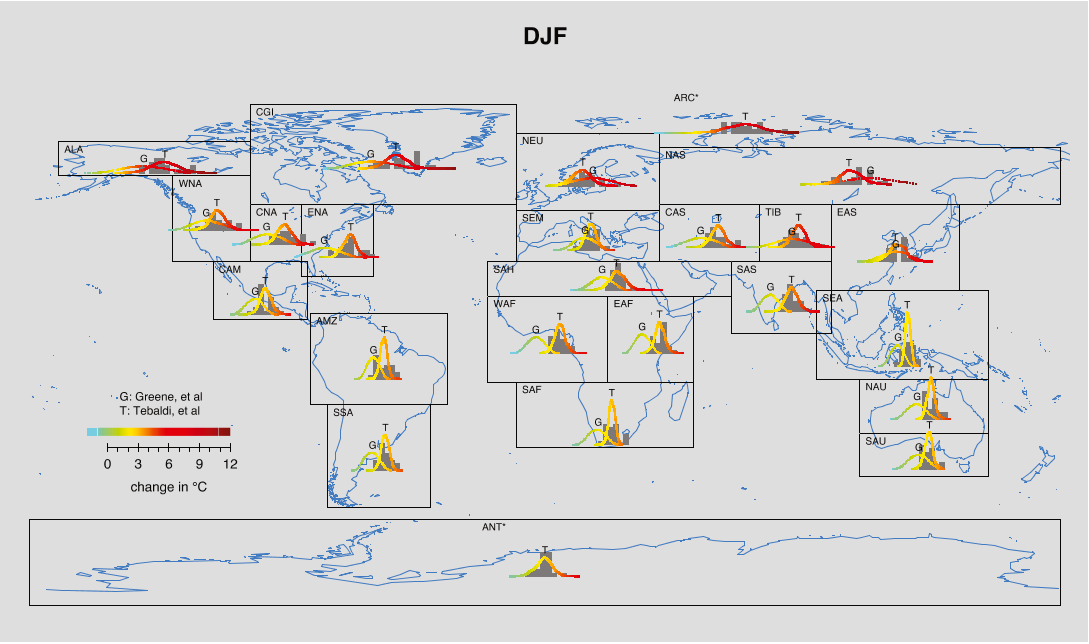 DJF
ARC*
CGI
T
NEU
ALA
G
T
G
T
NAS
T
G
T
G
WNA
G
T
CNA
T
G
ENA
T
G
SEM
T
G
CAS
T
G
TIB
T
G
EAS
T
G
CAM
T
G
SAH
T
G
SAS
T
G
SEA
T
G
WAF
T
G
EAF
T
G
AMZ
T
G
NAU
T
G
SAF
T
G
G: Greene, et al
T: Tebaldi, et al
0 3 6 9 12
change in °C
SSA
T
G
SAU
T
G
ANT*
T